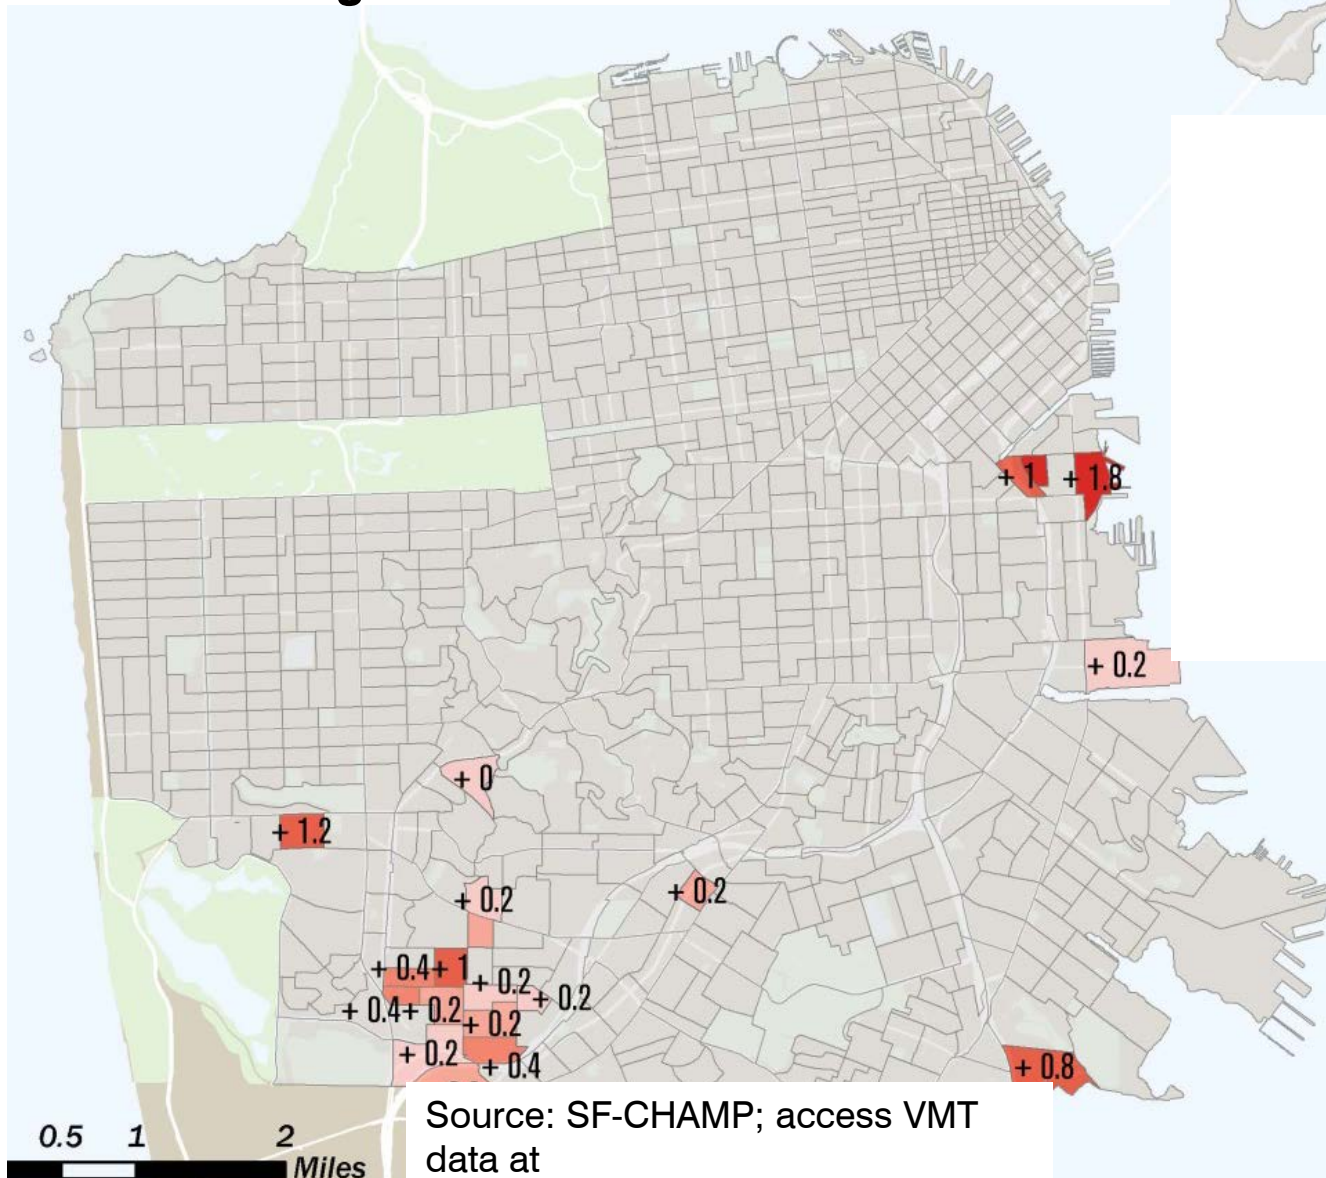 + 1
+ 1.8
+ 0.2
+ 0
+ 1.2
+ 0.2
+ 0.2
+ 0.4+ 1
+ 0.2
+ 0.2
+ 0.4+ 0.2
+ 0.2
+ 0.2
+ 0.4
+ 0.8
Source: SF-CHAMP; access VMT
data at
0.5 1 2
Miles